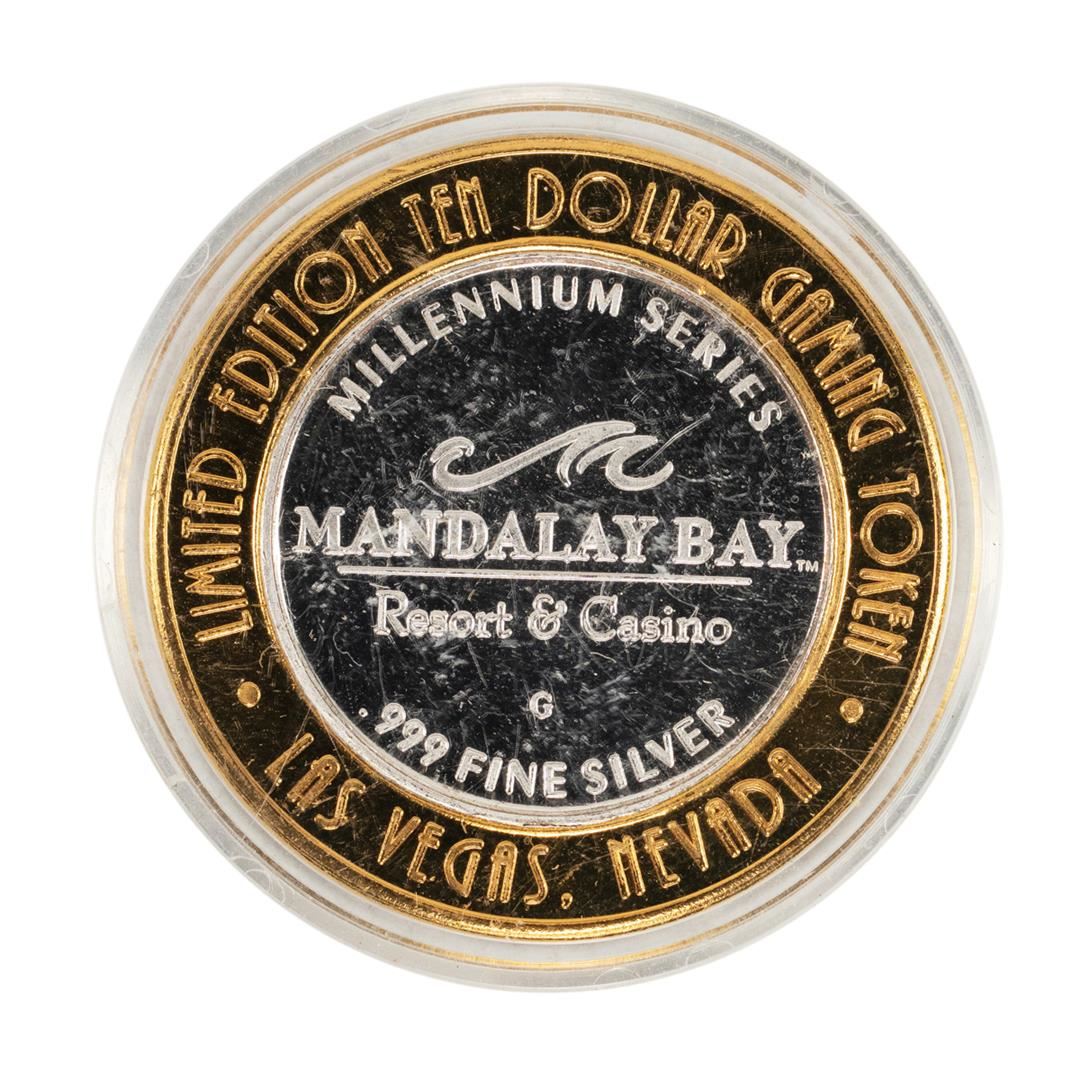 LIMITED EDITION TEN DOLLAR GAMING TOKEN
MILLENNIUM SERIES
MANDALAY BAY™
Resort & Casino
G
.999 FINE SILVER
• LAS VEGAS, NEVADA •